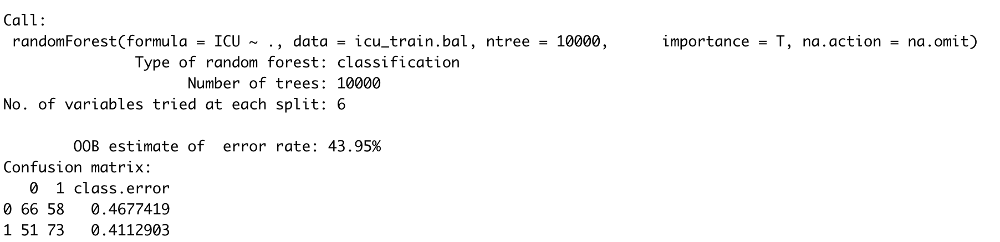 Call:
 randomForest(formula = ICU ~ ., data = icu_train.bal, ntree = 10000,      importance = T, na.action = na.omit)
               Type of random forest: classification
                     Number of trees: 10000
No. of variables tried at each split: 6

        OOB estimate of  error rate: 43.95%
Confusion matrix:
   0  1 class.error
0 66 58   0.4677419
1 51 73   0.4112903